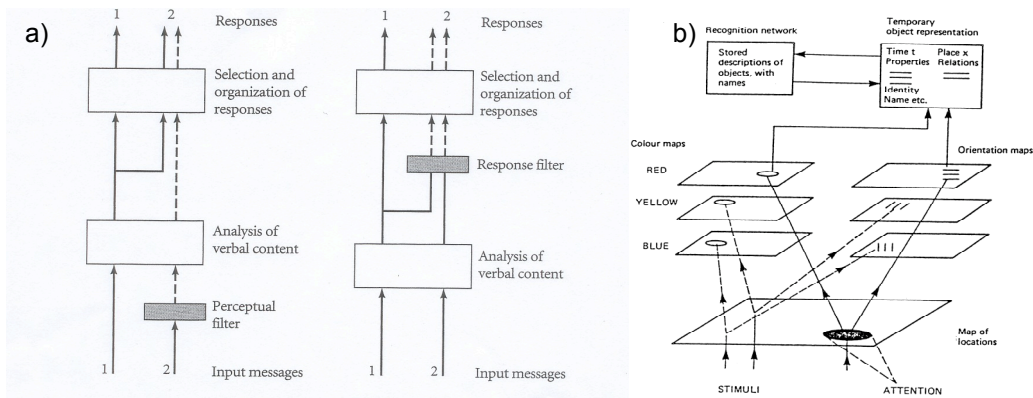 a)
1 2 Responses
Selection and
organization of
responses
Analysis of
verbal content
Perceptual
filter
1 2 Input messages
1 2 Responses
Selection and
organization of
responses
Response filter
Analysis of
verbal content
1 2 Input messages
b)
Recognition network
Stored
descriptions of
objects, with
names
Temporary
object representation
Time t Place x
Properties Relations
Identity
Name etc.
Colour maps
Orientation maps
RED
YELLOW
BLUE
Map of
locations
STIMULI
ATTENTION